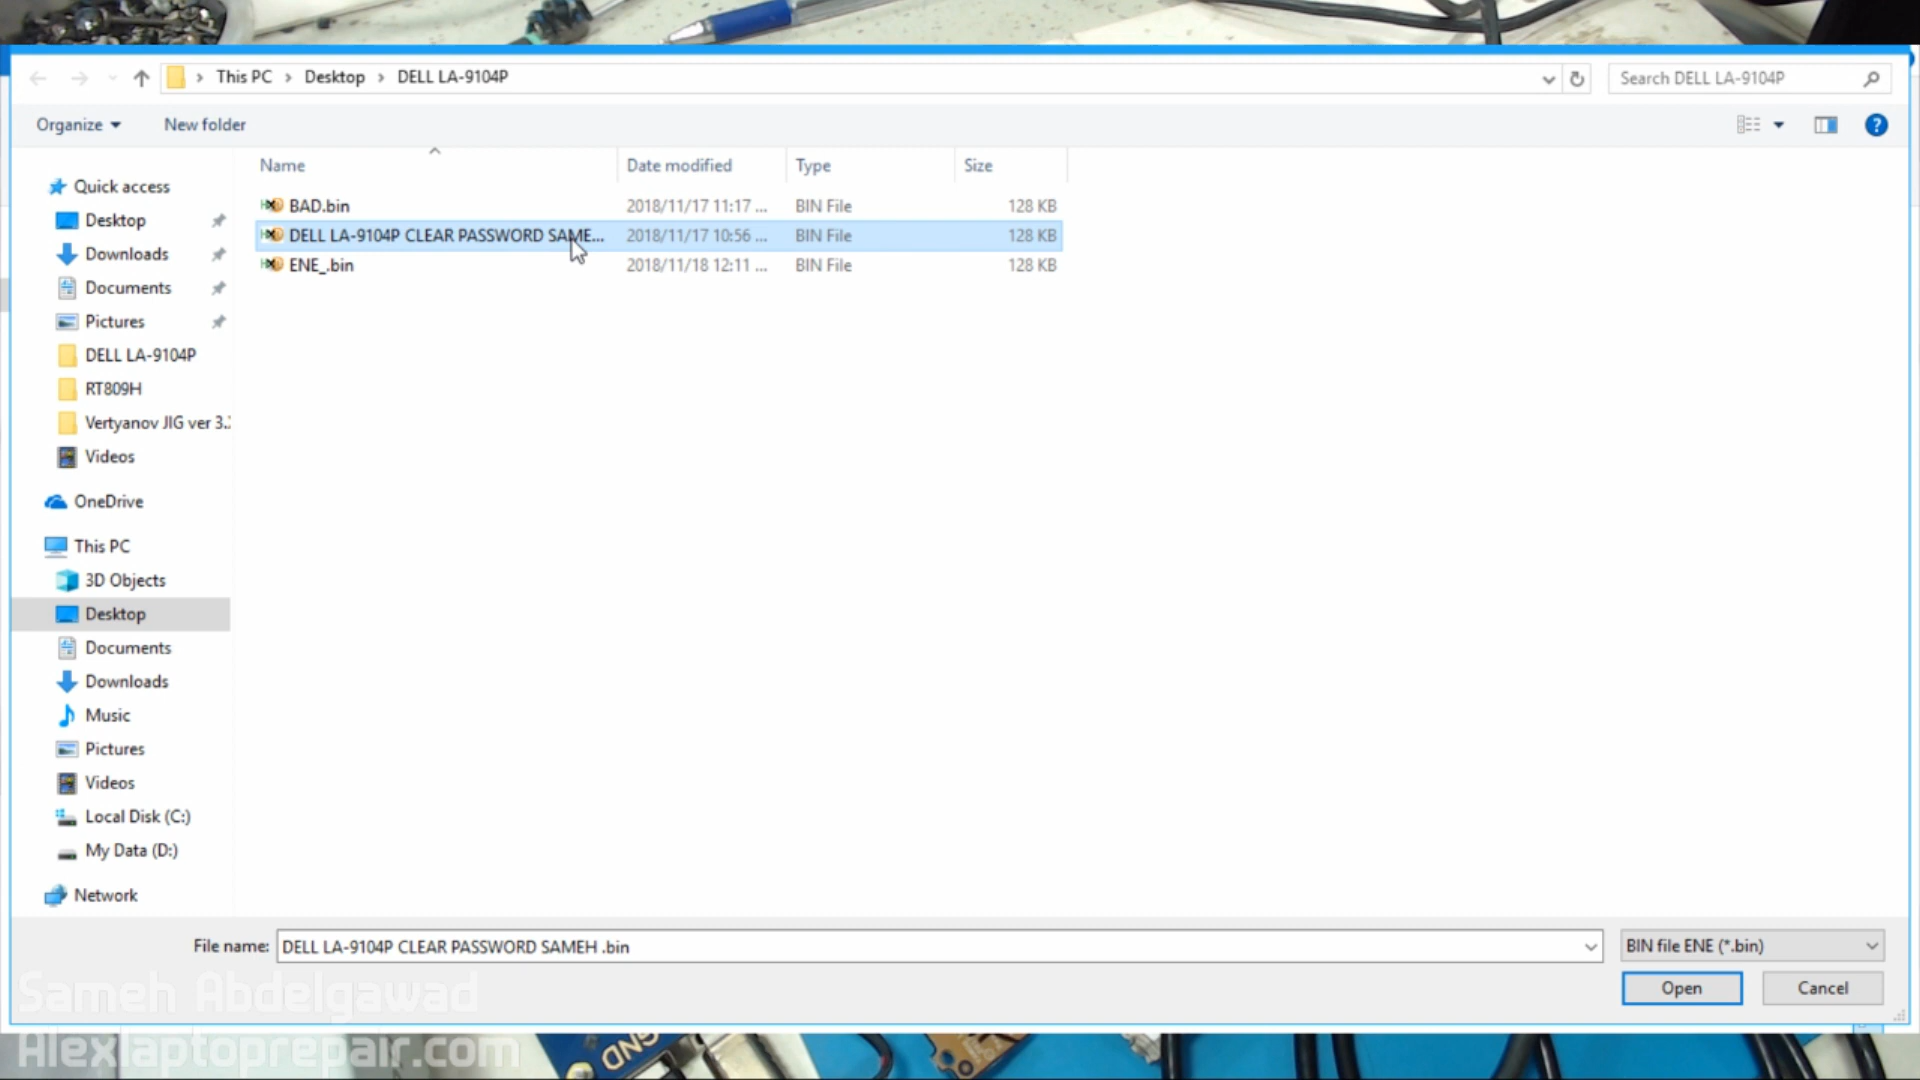 This PC > Desktop > DELL LA-9104P
Search DELL LA-9104P
Organize
New folder
?
Name
Date modified
Type
Size
Quick access
Desktop
Downloads
Documents
Pictures
DELL LA-9104P
RT809H
Vertyanov JIG ver 3.
Videos
OneDrive
This PC
3D Objects
Desktop
Documents
Downloads
Music
Pictures
Videos
Local Disk (C:)
My Data (D:)
Network
BAD.bin 2018/11/17 11:17 ... BIN File 128 KB
DELL LA-9104P CLEAR PASSWORD SAME... 2018/11/17 10:56 ... BIN File 128 KB
ENE_.bin 2018/11/18 12:11 ... BIN File 128 KB
File name: DELL LA-9104P CLEAR PASSWORD SAMEH .bin
BIN file ENE (*.bin)
Open
Cancel
Sameh Abdelgawad
Alexlaptoprepair.com
GND